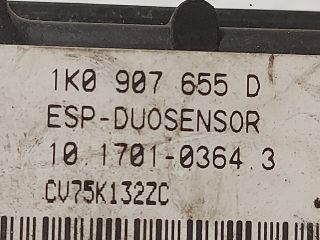 1K0 907 655 D
ESP-DUOSENSOR
10 1701-0364.3
CV75K132ZC